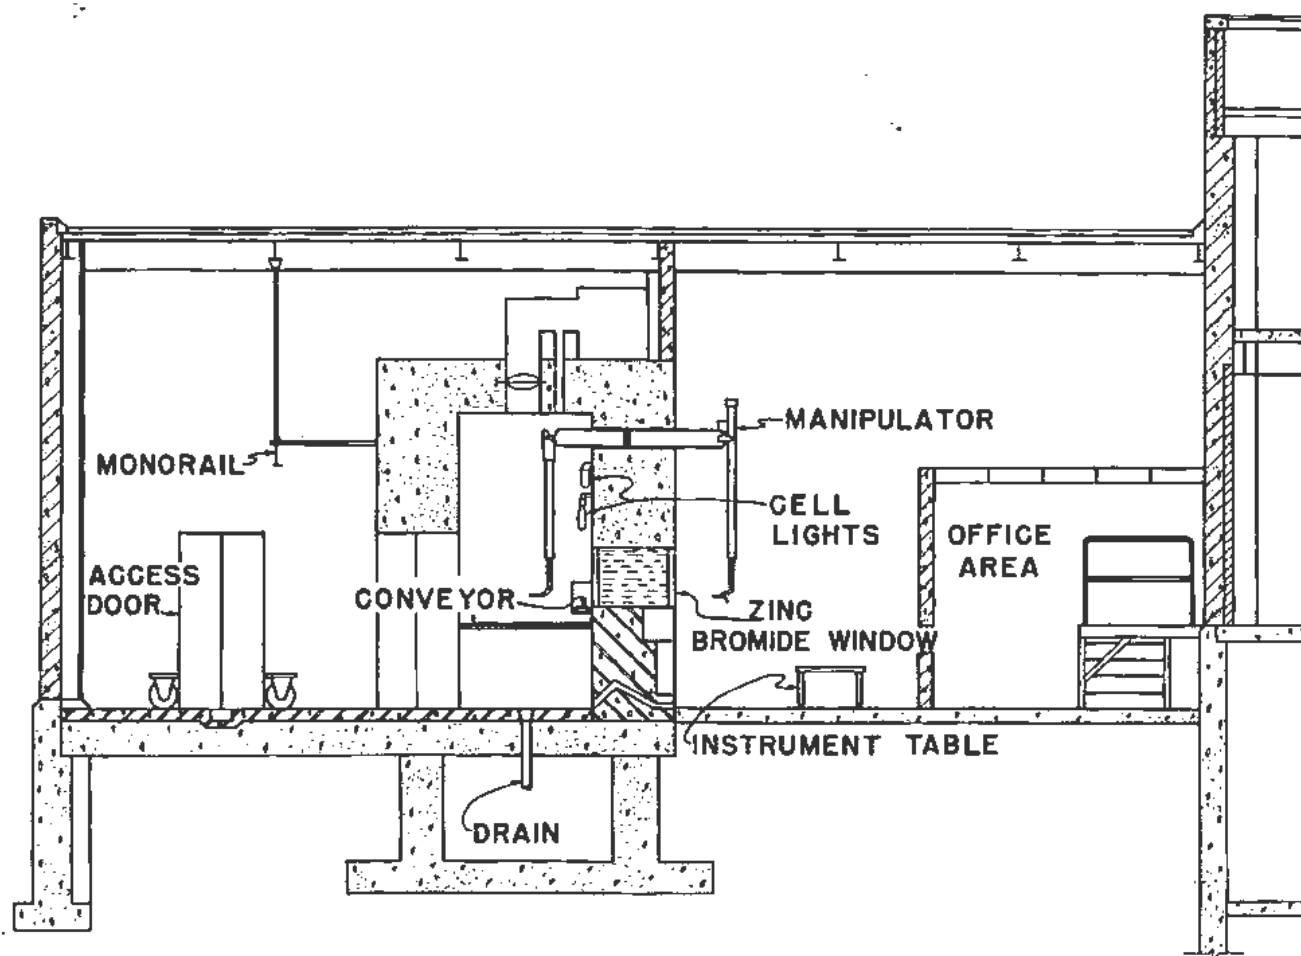 MANIPULATOR
MONORAIL
CELL
LIGHTS
OFFICE
AREA
ACCESS
DOOR
CONVEYOR
ZINC
BROMIDE WINDOW
INSTRUMENT TABLE
DRAIN